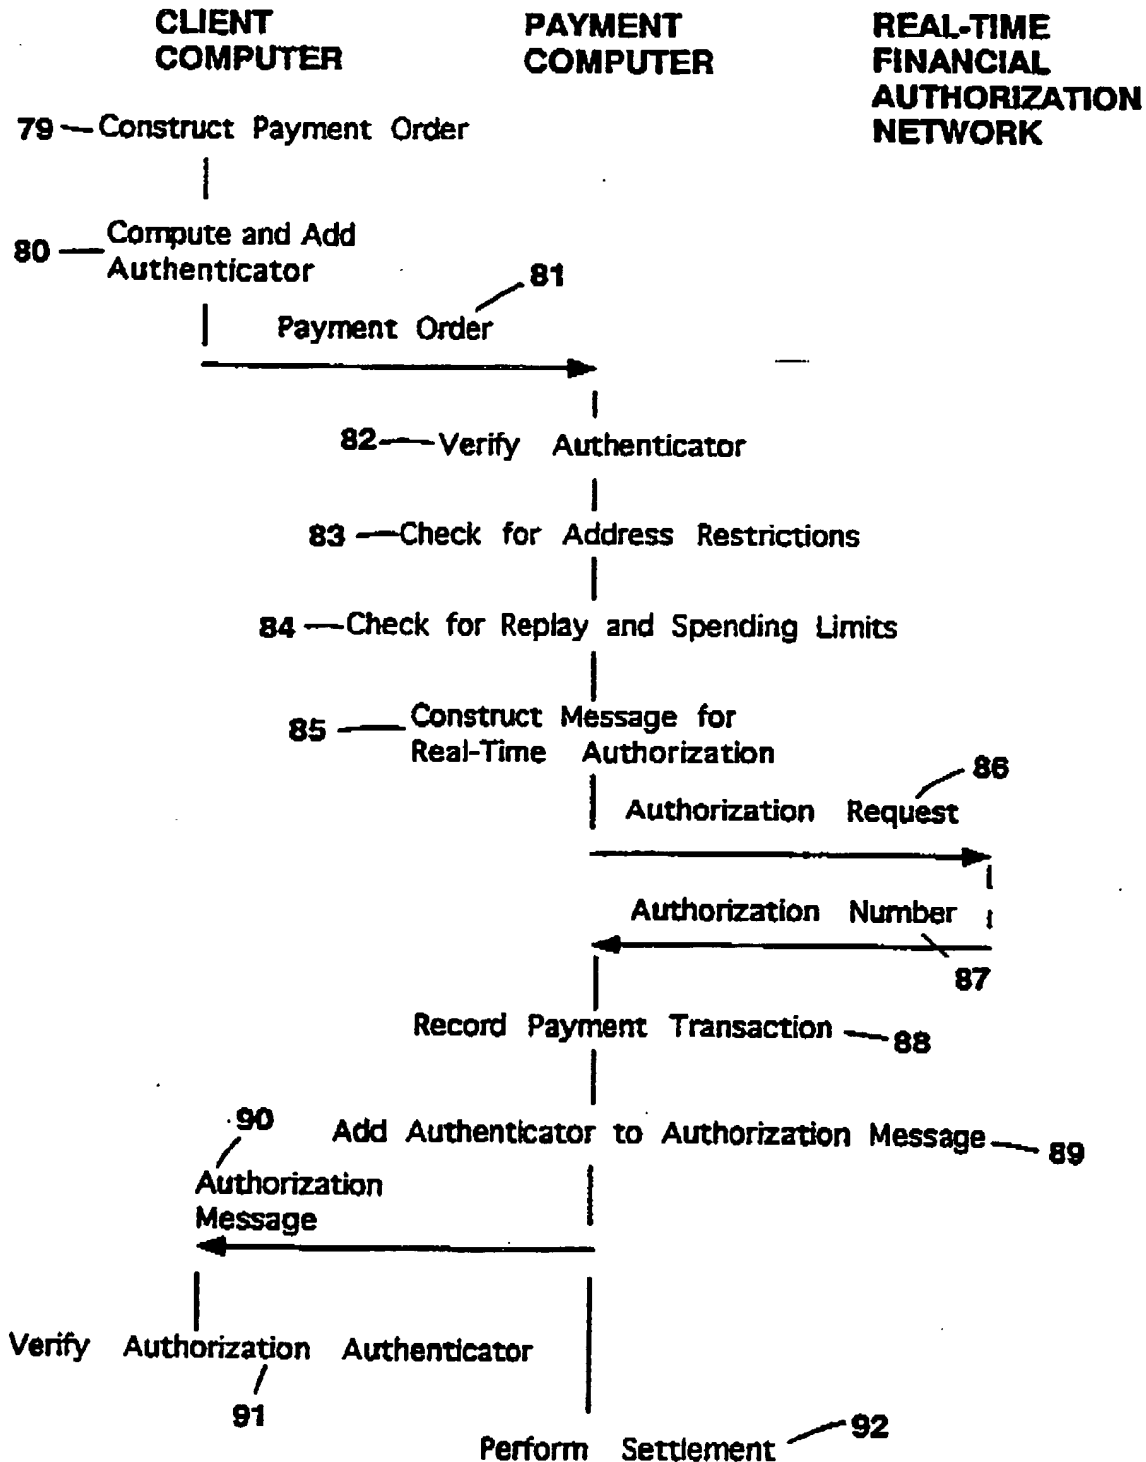 CLIENT
COMPUTER
PAYMENT
COMPUTER
REAL-TIME
FINANCIAL
AUTHORIZATION
NETWORK
79 Construct Payment Order
80 Compute and Add
Authenticator
81
Payment Order
82 Verify Authenticator
83 Check for Address Restrictions
84 Check for Replay and Spending Limits
85 Construct Message for
Real-Time Authorization
86
Authorization Request
Authorization Number
87
Record Payment Transaction 88
Add Authenticator to Authorization Message 89
90
Authorization
Message
Verify Authorization Authenticator
91
Perform Settlement 92